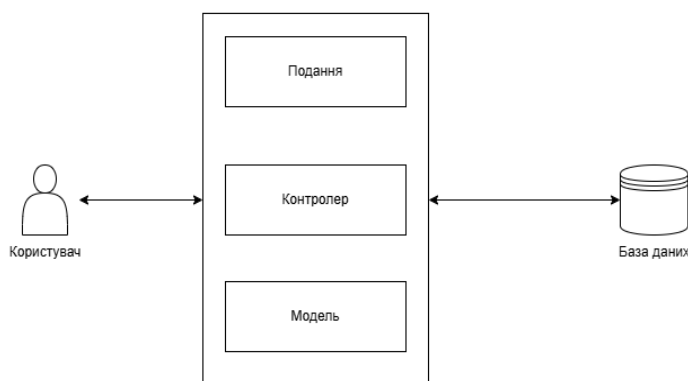 Подання
Контролер
Користувач
База даних
Модель